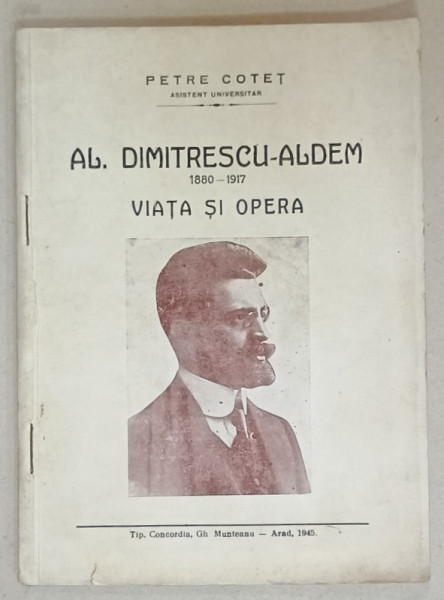 PETRE COTEȚ
ASISTENT UNIVERSITAR
AL. DIMITRESCU-ALDEM
1880—1917
VIAȚA ȘI OPERA
Tip. Concordia, Gh Munteanu — Arad, 1945.